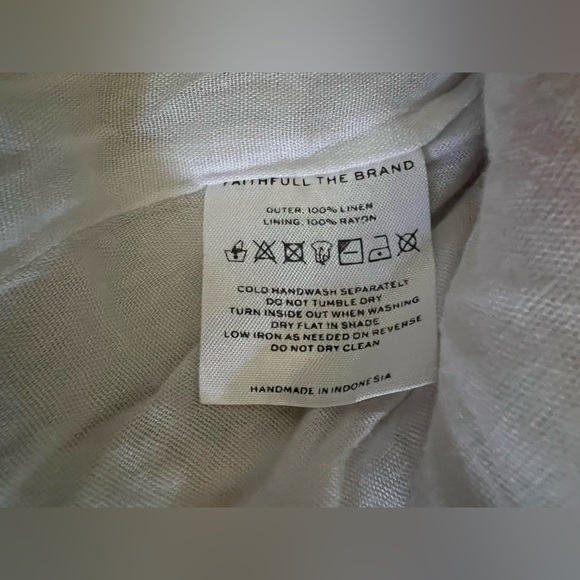 FAITHFULL THE BRAND
OUTER: 100% LINEN
LINING: 100% RAYON
COLD HANDWASH SEPARATELY
DO NOT TUMBLE DRY
TURN INSIDE OUT WHEN WASHING
DRY FLAT IN SHADE
LOW IRON AS NEEDED ON REVERSE
DO NOT DRY CLEAN
HANDMADE IN INDONESIA